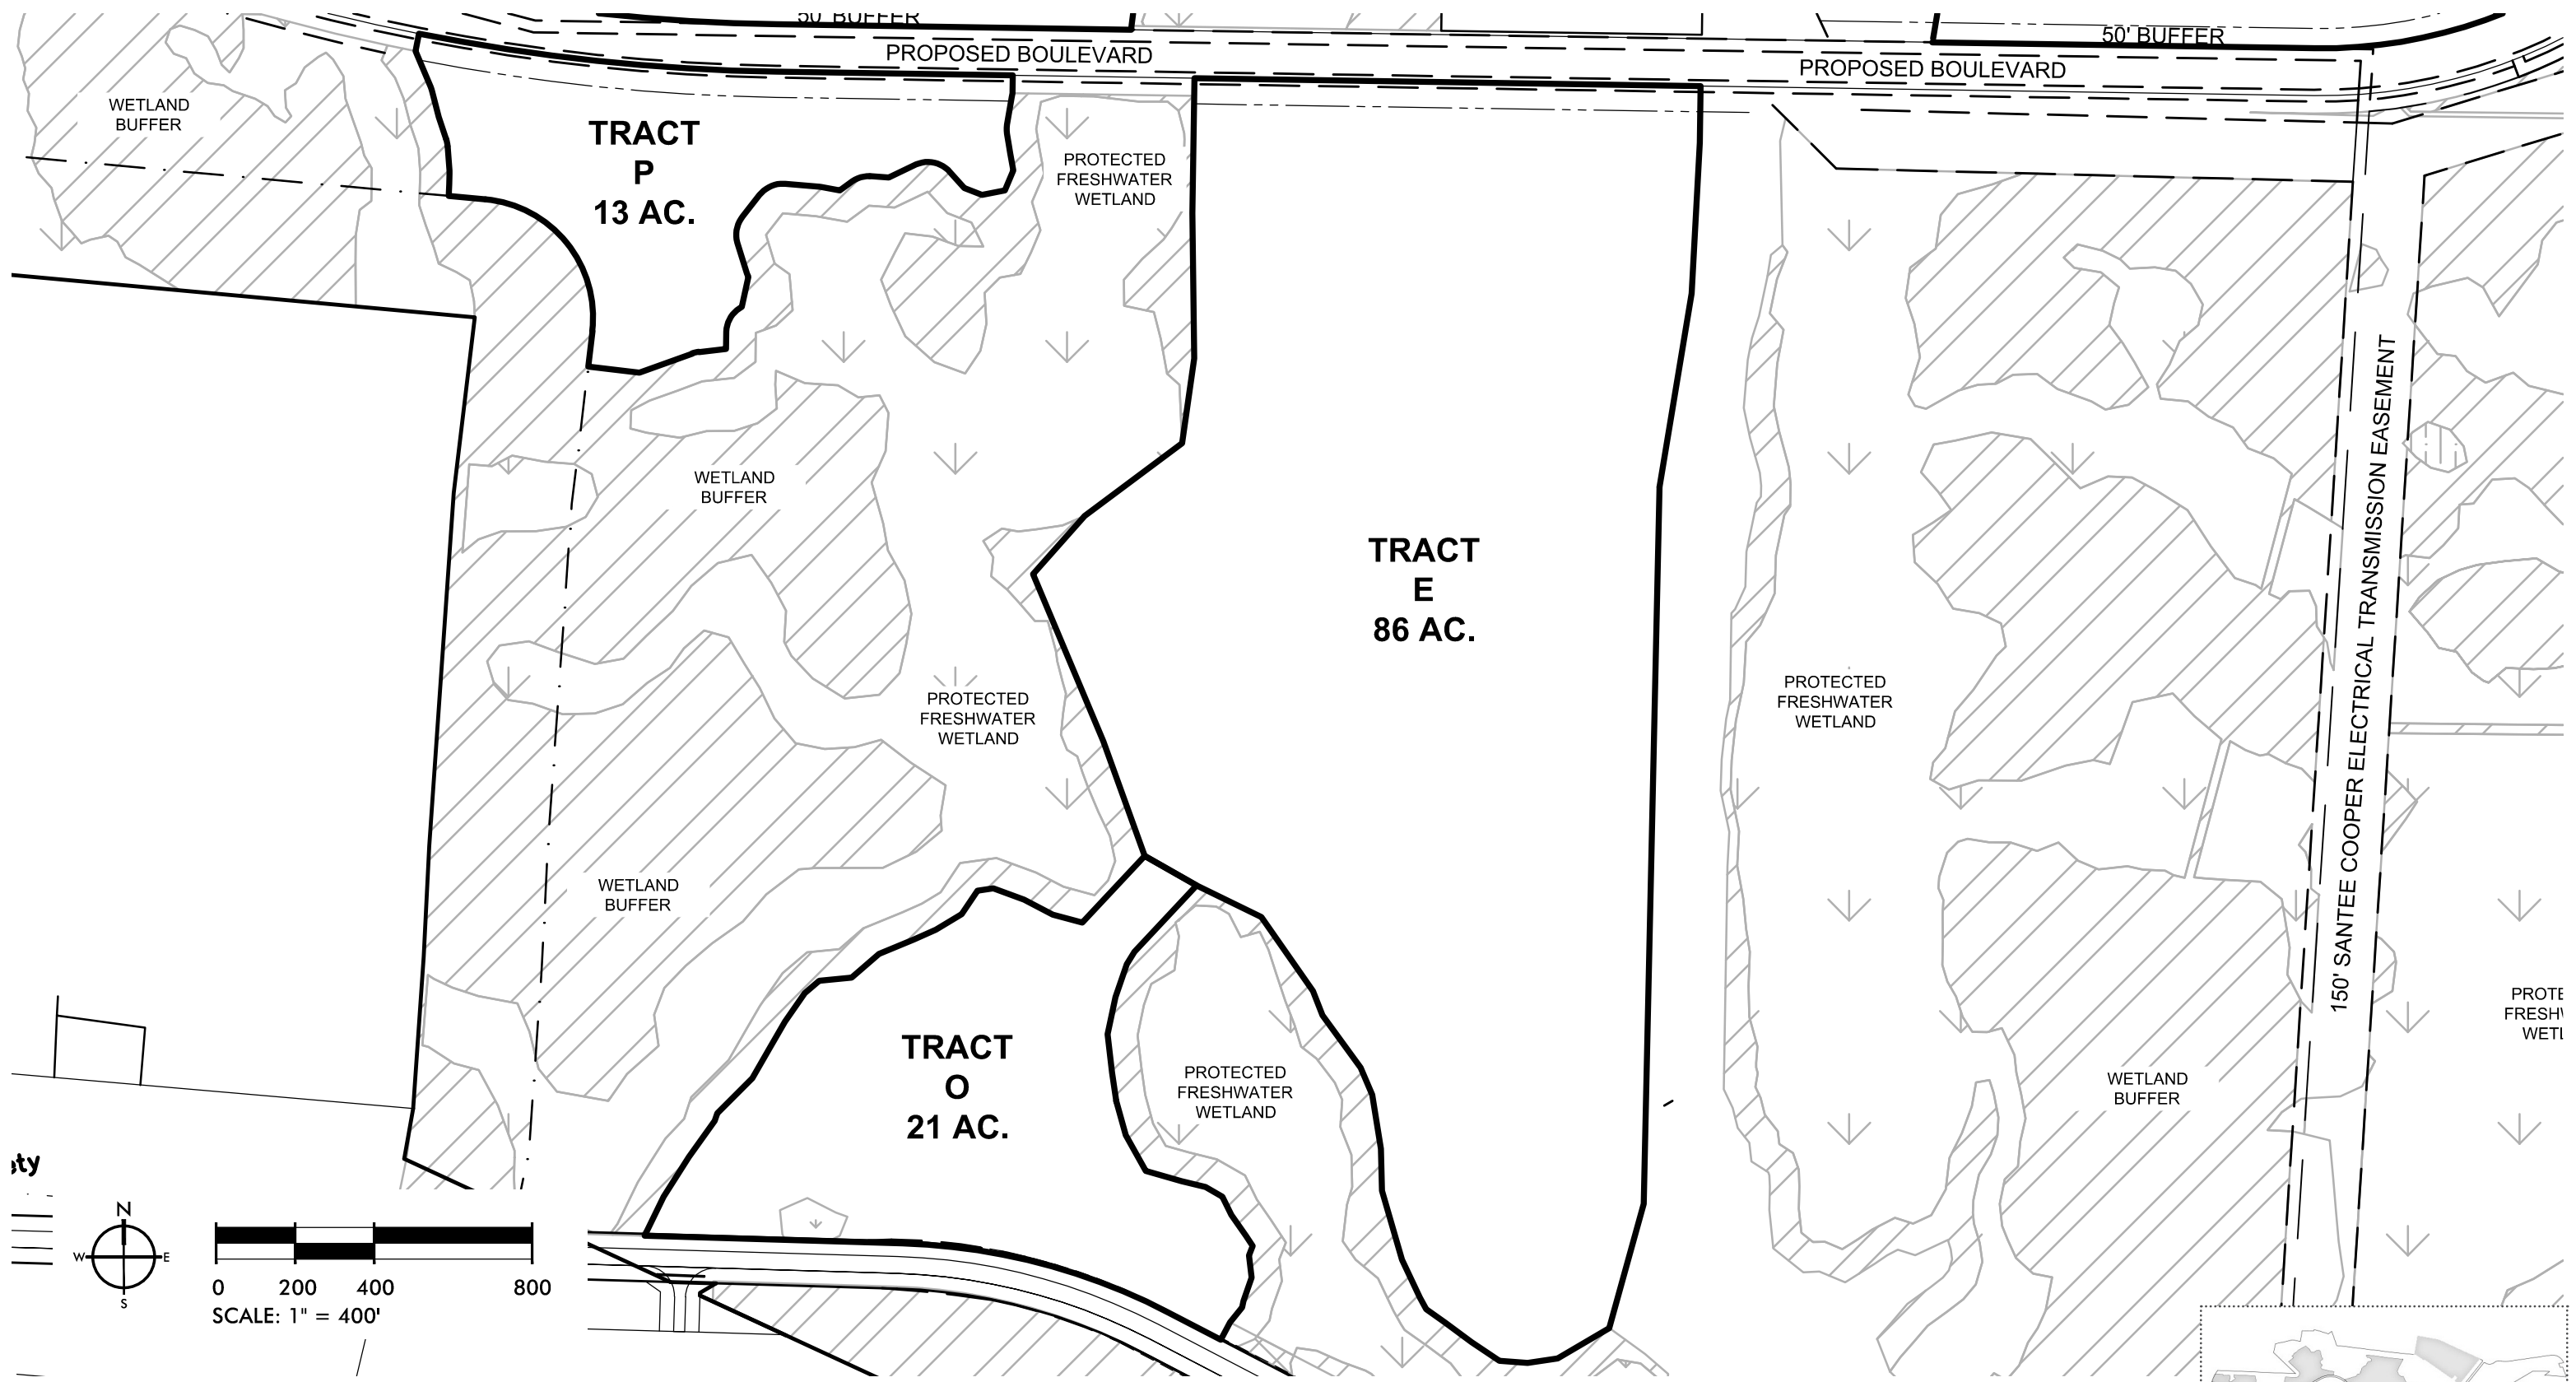 50' BUFFER
PROPOSED BOULEVARD
50' BUFFER
PROPOSED BOULEVARD
WETLAND
BUFFER
TRACT
P
13 AC.
PROTECTED
FRESHWATER
WETLAND
WETLAND
BUFFER
TRACT
E
86 AC.
150' SANTEE COOPER ELECTRICAL TRANSMISSION EASEMENT
PROTECTED
FRESHWATER
WETLAND
PROTECTED
FRESHWATER
WETLAND
WETLAND
BUFFER
TRACT
O
21 AC.
PROTECTED
FRESHWATER
WETLAND
WETLAND
BUFFER
N
W E
S
0 200 400 800
SCALE: 1" = 400'